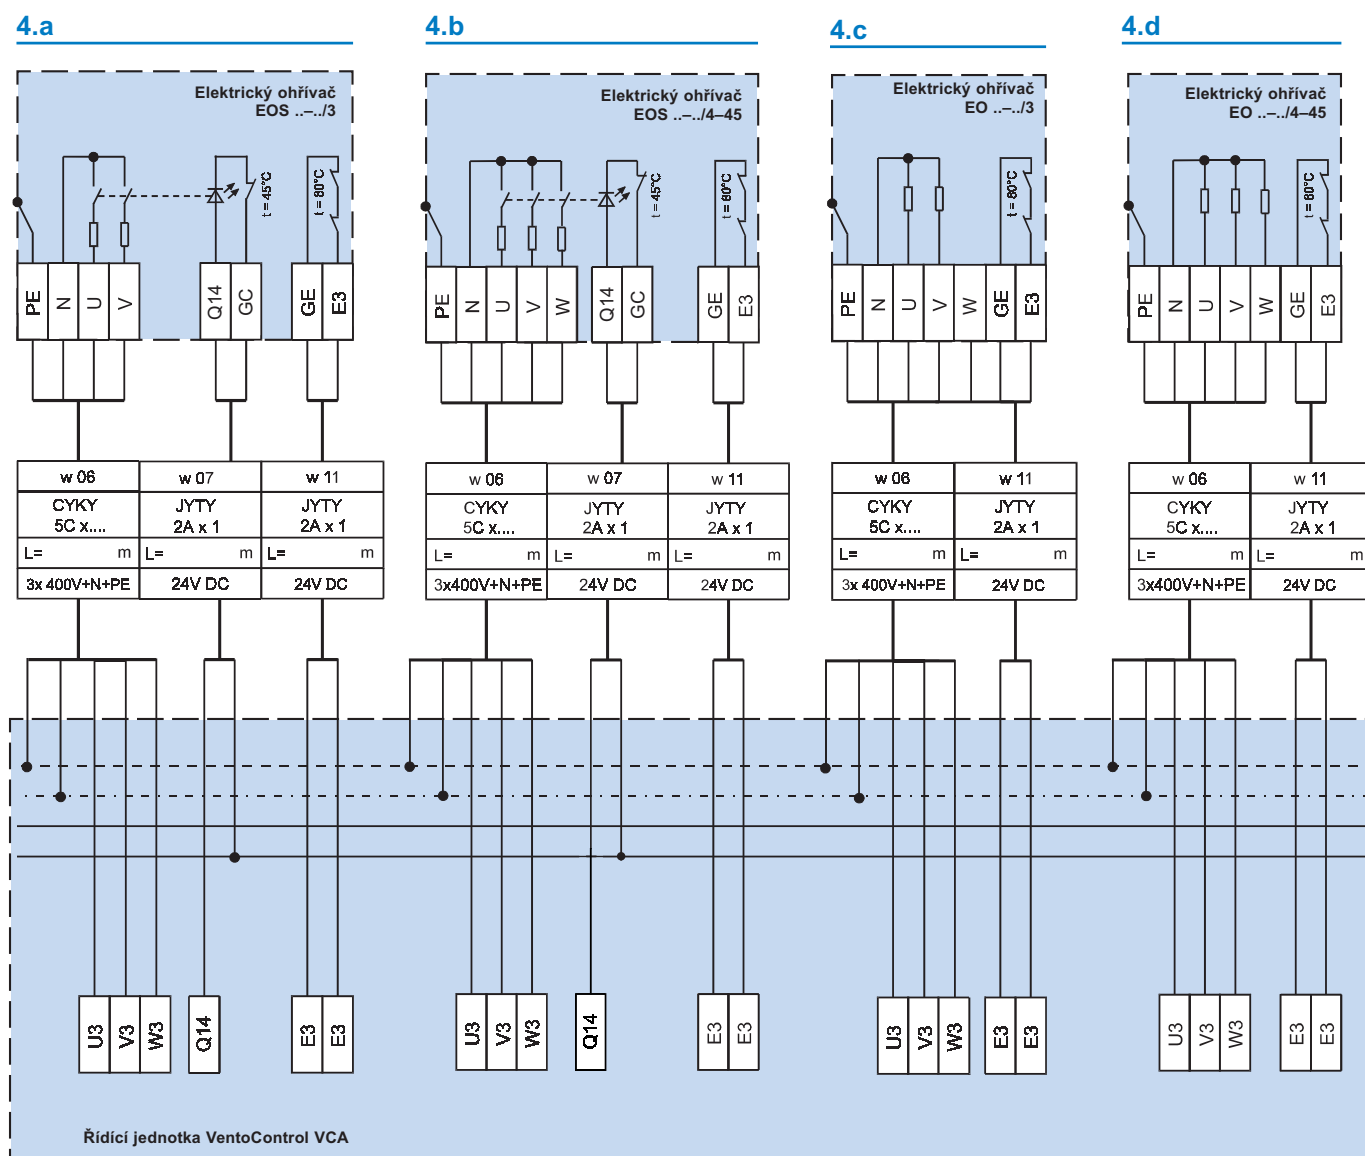 4.a
4.b
4.c
4.d
Elektrický ohřívač
EOS ..–../3
Elektrický ohřívač
EOS ..–../4–45
Elektrický ohřívač
EO ..–../3
Elektrický ohřívač
EO ..–../4–45
t = 45°C
t = 80°C
t = 45°C
t = 80°C
t = 80°C
t = 80°C
PE N U V Q14 GC GE E3
PE N U V W Q14 GC GE E3
PE N U V W GE E3
PE N U V W GE E3
w 06 w 07 w 11
CYKY JYTY JYTY
5C x.... 2A x 1 2A x 1
L= m L= m L= m
3x 400V+N+PE 24V DC 24V DC
w 06 w 07 w 11
CYKY JYTY JYTY
5C x.... 2A x 1 2A x 1
L= m L= m L= m
3x400V+N+PE 24V DC 24V DC
w 06 w 11
CYKY JYTY
5C x.... 2A x 1
L= m L= m
3x 400V+N+PE 24V DC
w 06 w 11
CYKY JYTY
5C x.... 2A x 1
L= m L= m
3x400V+N+PE 24V DC
U3 V3 W3 Q14 E3 E3
U3 V3 W3 Q14 E3 E3
U3 V3 W3 E3 E3
U3 V3 W3 E3 E3
Řídící jednotka VentoControl VCA